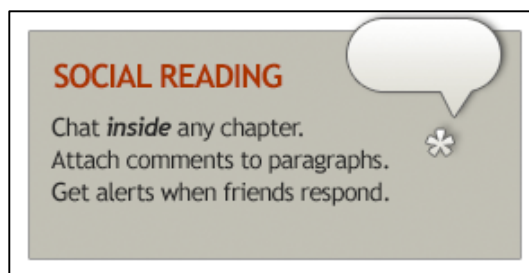 SOCIAL READING
Chat inside any chapter.
Attach comments to paragraphs.
Get alerts when friends respond.
*